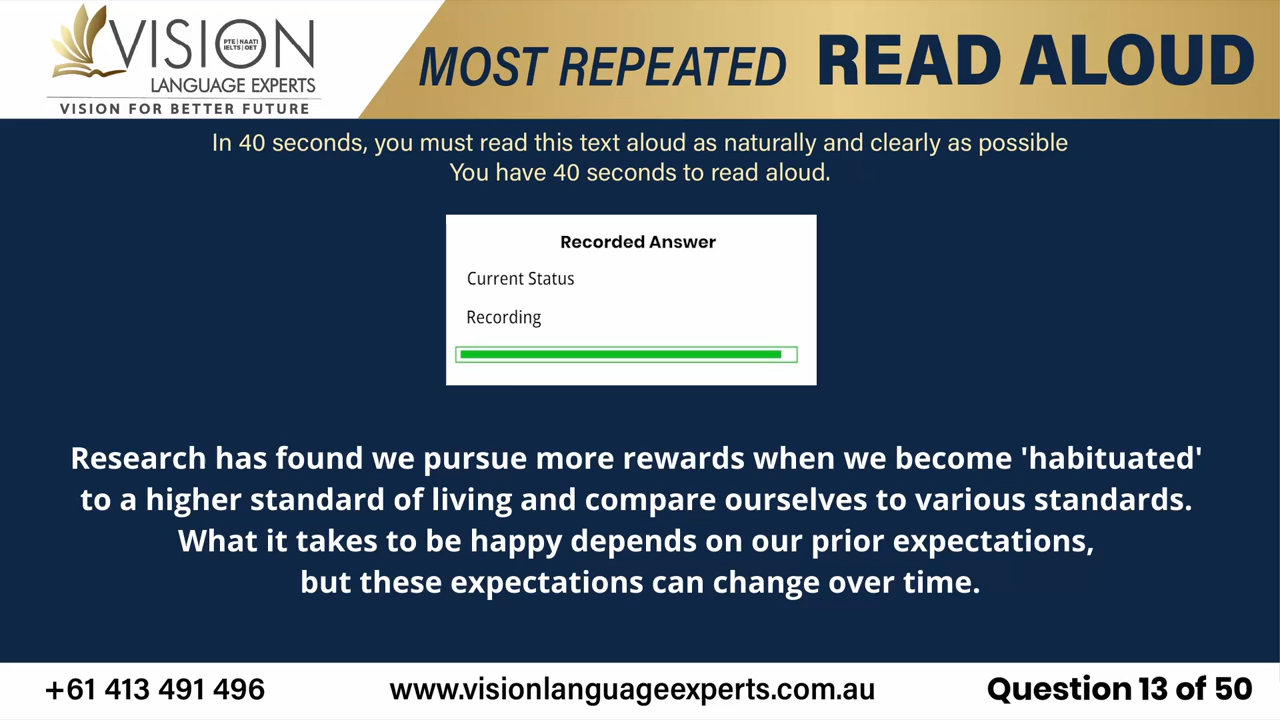 VISION
PTE | NAATI
IELTS | OET
LANGUAGE EXPERTS
VISION FOR BETTER FUTURE
MOST REPEATED READ ALOUD
In 40 seconds, you must read this text aloud as naturally and clearly as possible
You have 40 seconds to read aloud.
Recorded Answer
Current Status
Recording
Research has found we pursue more rewards when we become 'habituated'
to a higher standard of living and compare ourselves to various standards.
What it takes to be happy depends on our prior expectations,
but these expectations can change over time.
+61 413 491 496
www.visionlanguageexperts.com.au
Question 13 of 50